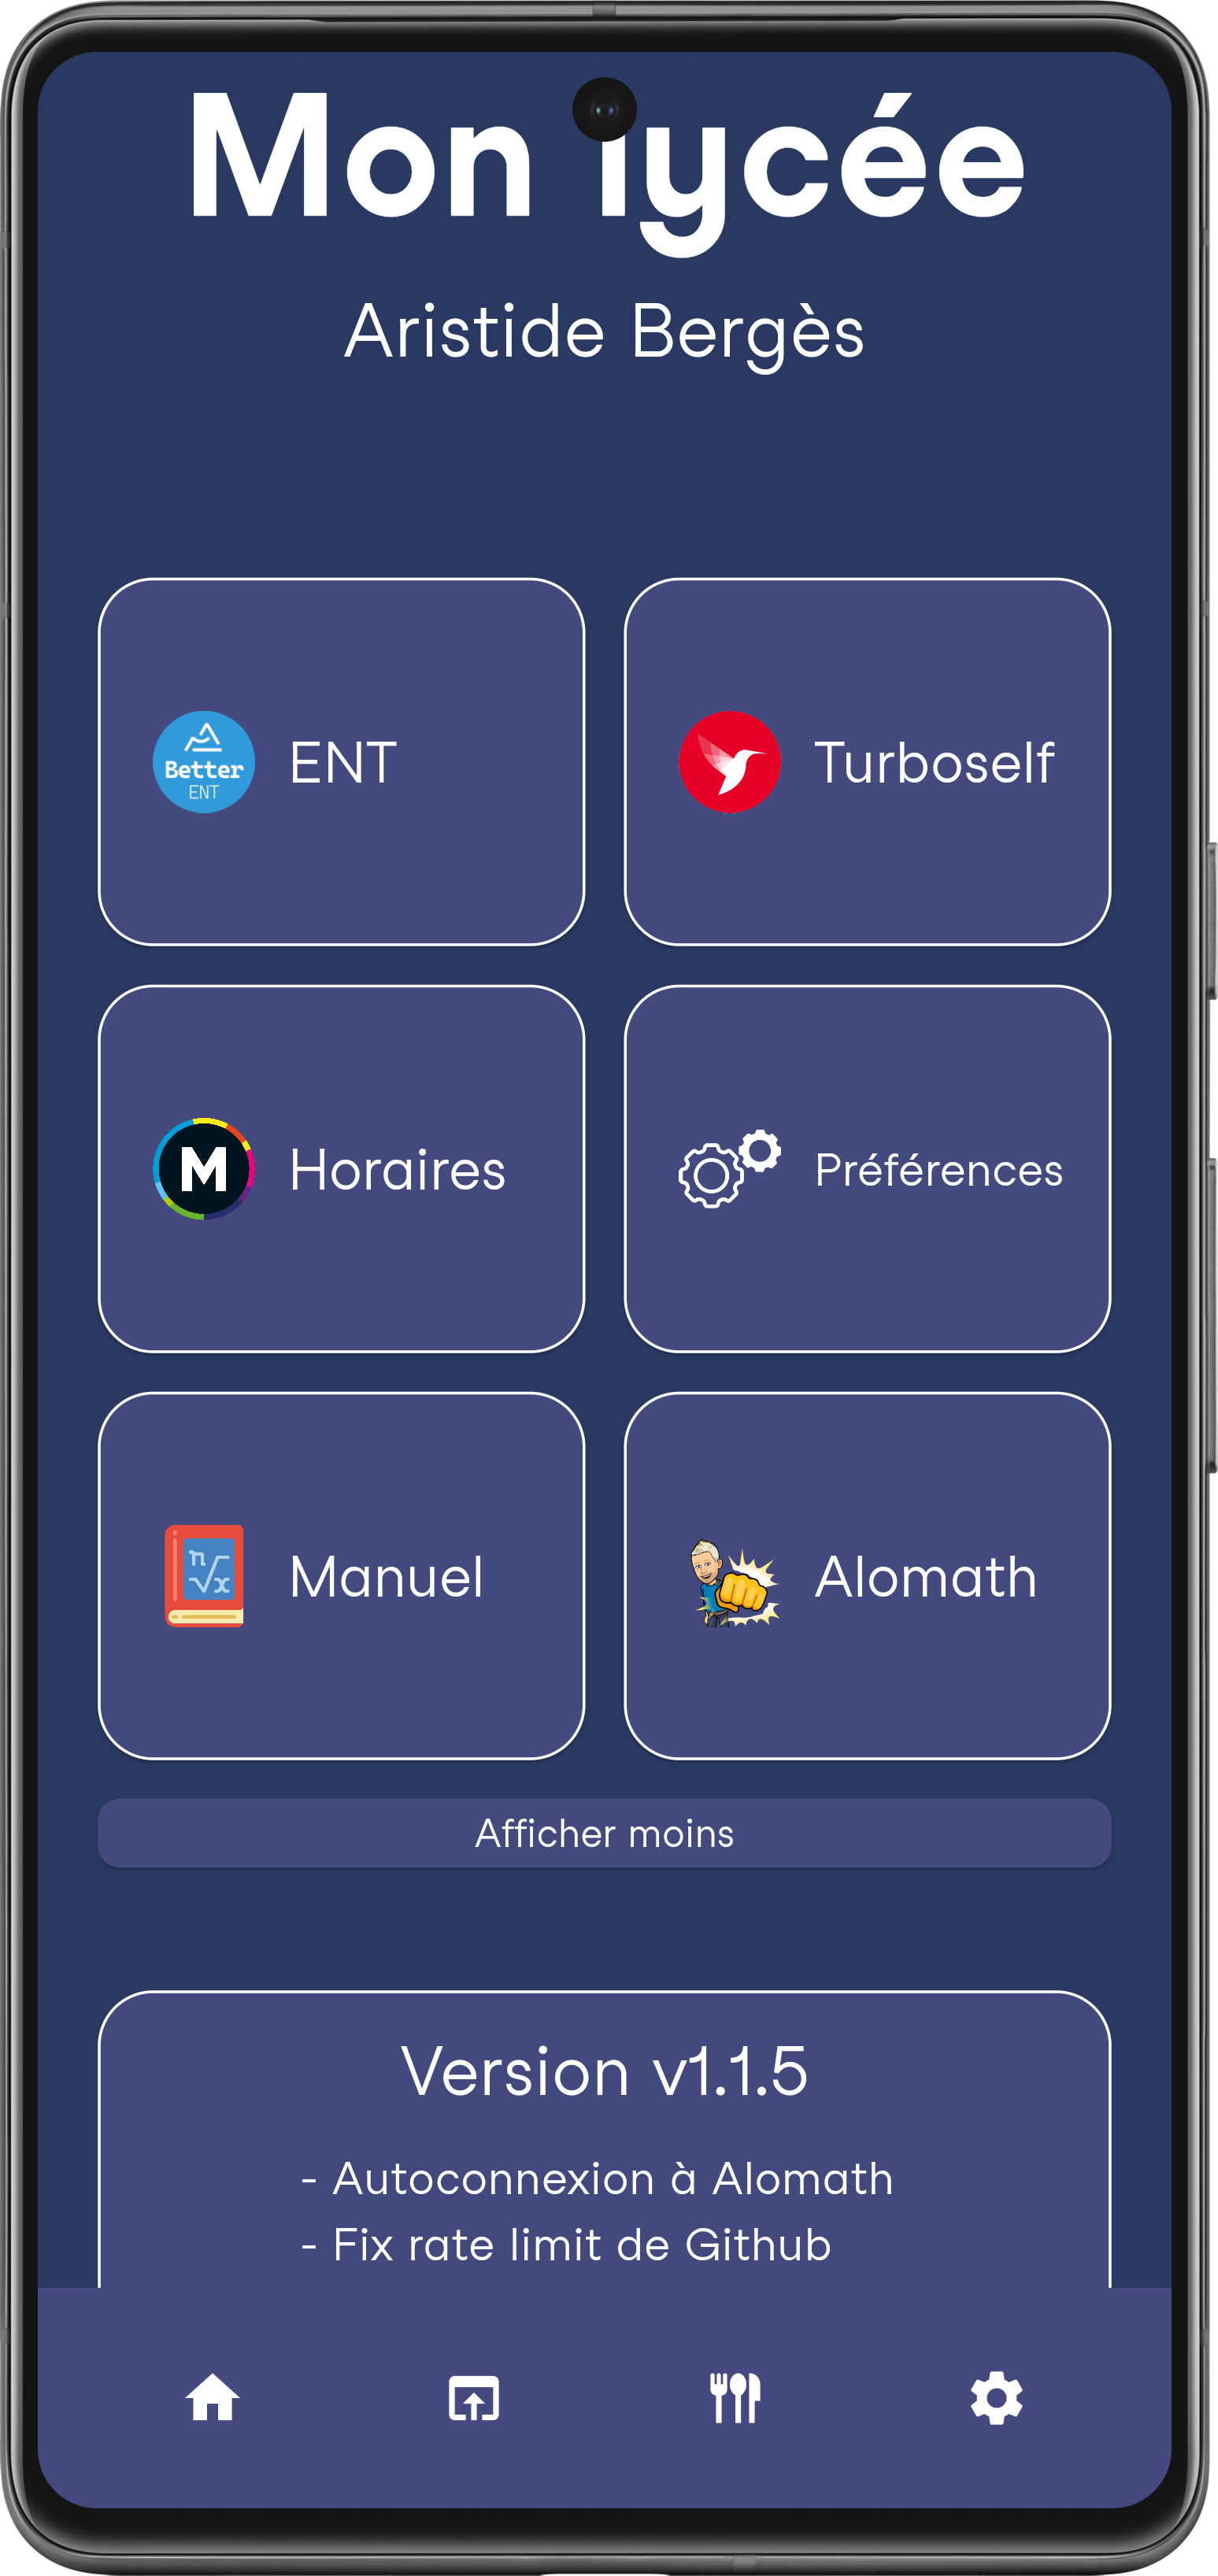 Mon lycée
Aristide Bergès
Better
ENT
ENT
Turboself
M
Horaires
Préférences
n
√x
Manuel
Alomath
Afficher moins
Version v1.1.5
- Autoconnexion à Alomath
- Fix rate limit de Github